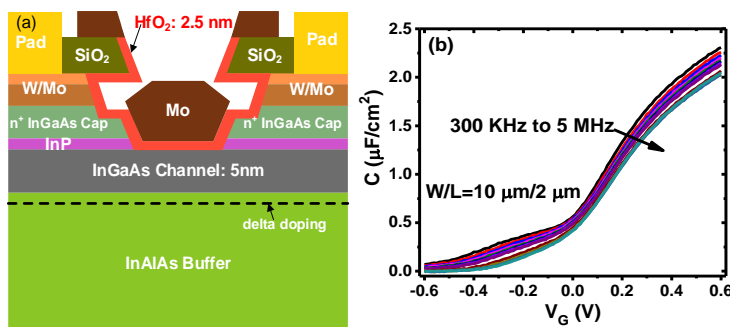 (a)
HfO₂: 2.5 nm
Pad
Pad
SiO₂
SiO₂
W/Mo
W/Mo
Mo
n⁺ InGaAs Cap
n⁺ InGaAs Cap
InP
InGaAs Channel: 5nm
delta doping
InAlAs Buffer
(b)
C (μF/cm²)
2.5
2.0
1.5
1.0
0.5
0.0
300 KHz to 5 MHz
W/L=10 μm/2 μm
-0.6 -0.4 -0.2 0.0 0.2 0.4 0.6
V_G (V)